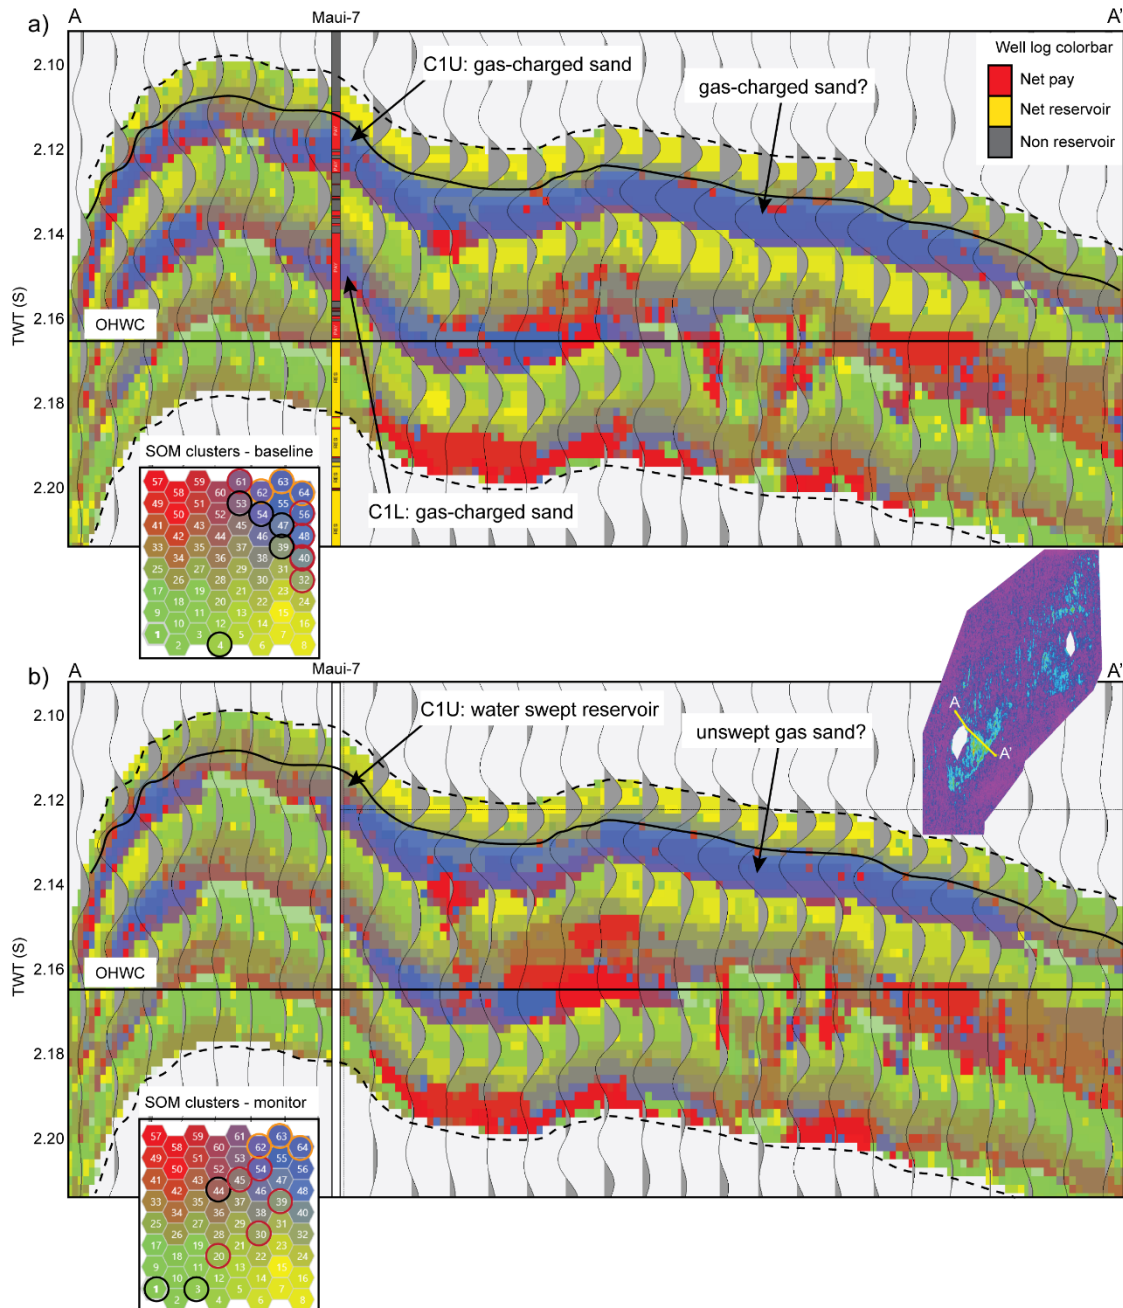 a)
A
Maui-7
A'
C1U: gas-charged sand
gas-charged sand?
Well log colorbar
Net pay
Net reservoir
Non reservoir
2.10
2.12
2.14
2.16
2.18
2.20
TWT (S)
OHWC
C1L: gas-charged sand
SOM clusters - baseline
57 59 61 63
58 60 62 64
49 51 53 55
50 52 54 56
41 43 45 47
42 44 46 48
33 35 37 39
34 36 38 40
25 27 29 31
26 28 30 32
17 19 21 23
18 20 22 24
9 11 13 15
10 12 14 16
1 3 5 7
2 4 6 8
b)
A
Maui-7
A'
C1U: water swept reservoir
unswept gas sand?
A
A'
2.10
2.12
2.14
2.16
2.18
2.20
TWT (S)
OHWC
SOM clusters - monitor
57 59 61 63
58 60 62 64
49 51 53 55
50 52 54 56
41 43 45 47
42 44 46 48
33 35 37 39
34 36 38 40
25 27 29 31
26 28 30 32
17 19 21 23
18 20 22 24
9 11 13 15
10 12 14 16
1 3 5 7
2 4 6 8